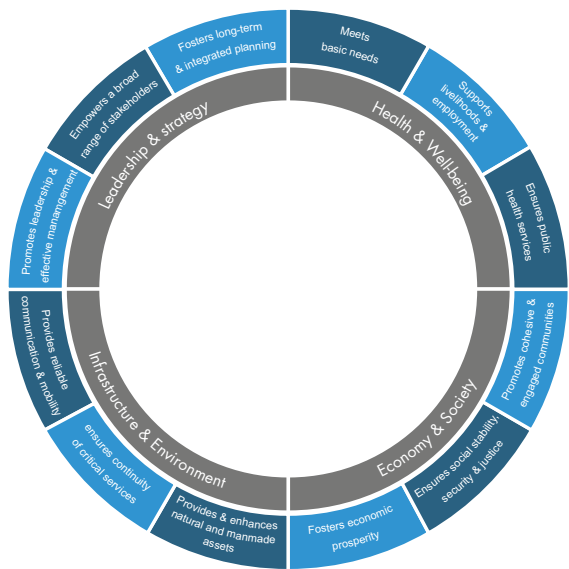 Meets
basic needs
Supports
livelihoods &
employment
Ensures public
health services
Promotes cohesive &
engaged communities
Ensures social stability,
security & justice
Fosters economic
prosperity
Provides & enhances
natural and manmade
assets
ensures continuity
of critical services
Provides reliable
communication & mobility
Promotes leadership &
effective manamgement
Empowers a broad
range of stakeholders
Fosters long-term
& integrated planning
Health & Well-being
Economy & Society
Infrastructure & Environment
Leadership & strategy